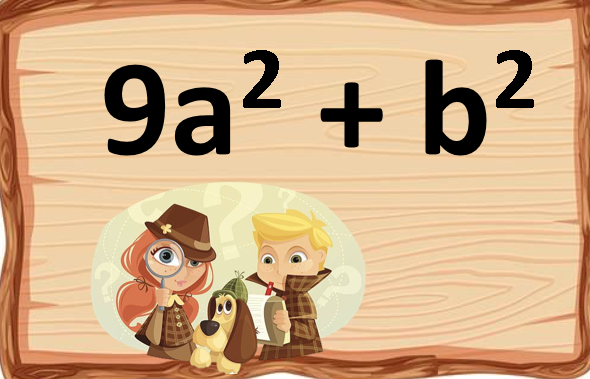 9a² + b²